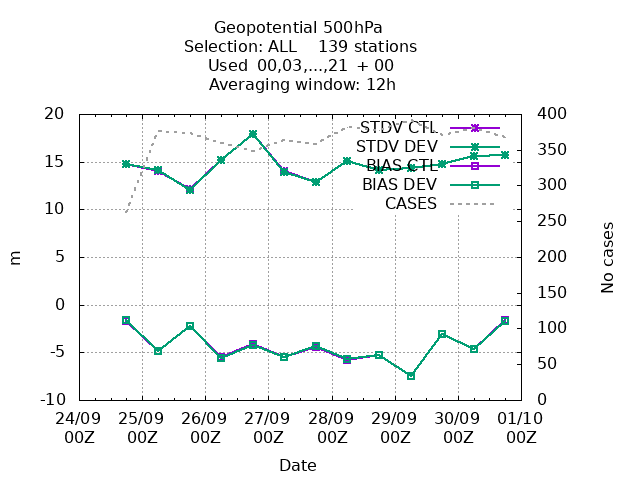 Geopotential 500hPa
Selection: ALL 139 stations
Used 00,03,...,21 + 00
Averaging window: 12h
20
15
10
5
0
-5
-10
m
400
350
300
250
200
150
100
50
0
No cases
STDV CTL
STDV DEV
BIAS CTL
BIAS DEV
CASES
24/09 25/09 26/09 27/09 28/09 29/09 30/09 01/10
00Z 00Z 00Z 00Z 00Z 00Z 00Z 00Z
Date